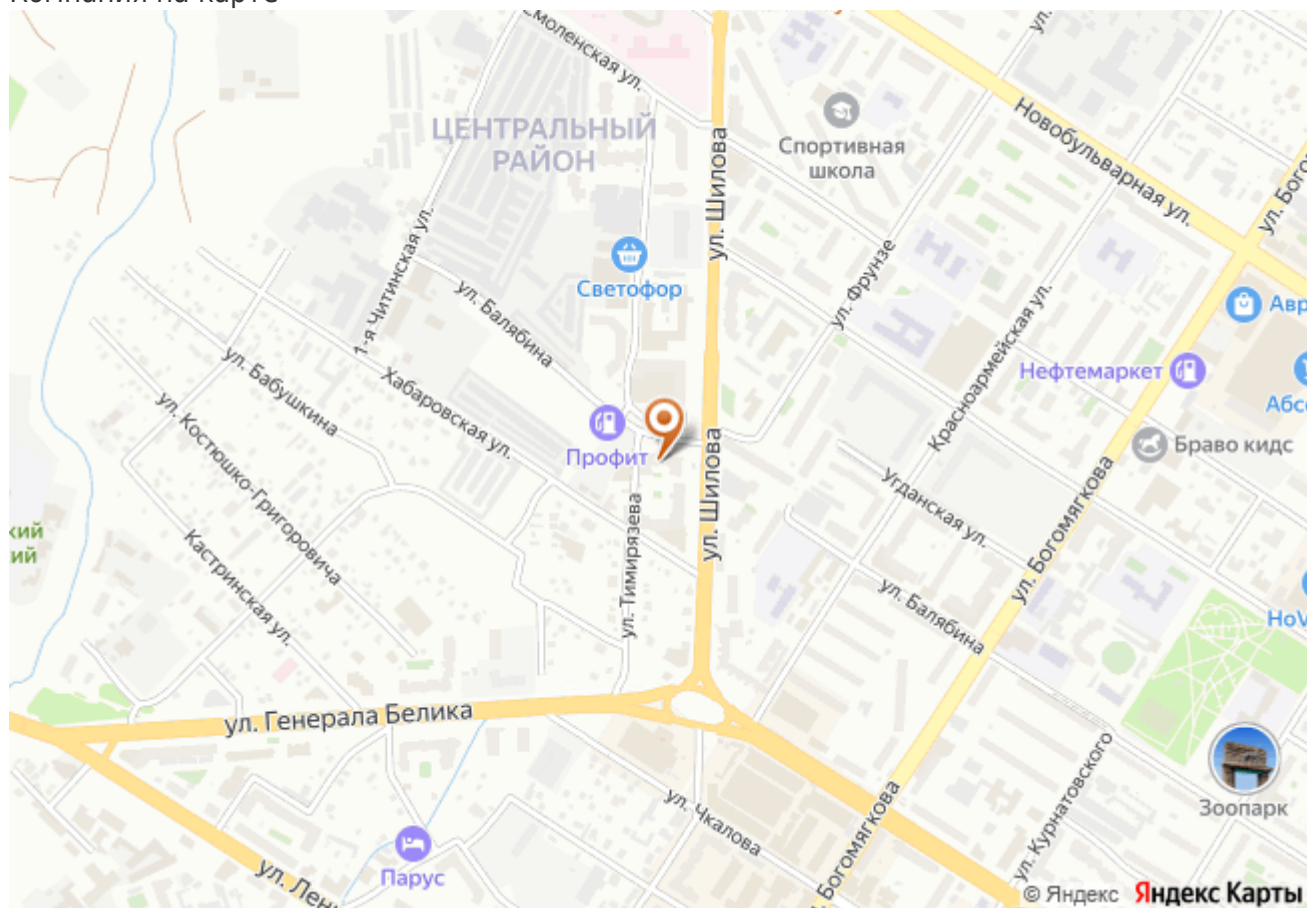 Компания на карте
Смоленская ул.
ул.
ЦЕНТРАЛЬНЫЙ
РАЙОН
Спортивная
школа
Новобульварная ул.
ул. Шилова
1-я Читинская ул.
Светофор
ул. Балябина
ул. Фрунзе
Красноармейская ул.
Нефтемаркет
ул. Бабушкина
Хабаровская ул.
ул. Костюшко-Григоровича
Профит
ул. Шилова
Браво кидс
Угданская ул.
ул. Богомягкова
Кастринская ул.
ул. Тимирязева
ул. Балябина
ул. Генерала Белика
ул. Чкалова
ул. Курнатовского
Зоопарк
Парус
Богомягкова
© Яндекс Яндекс Карты